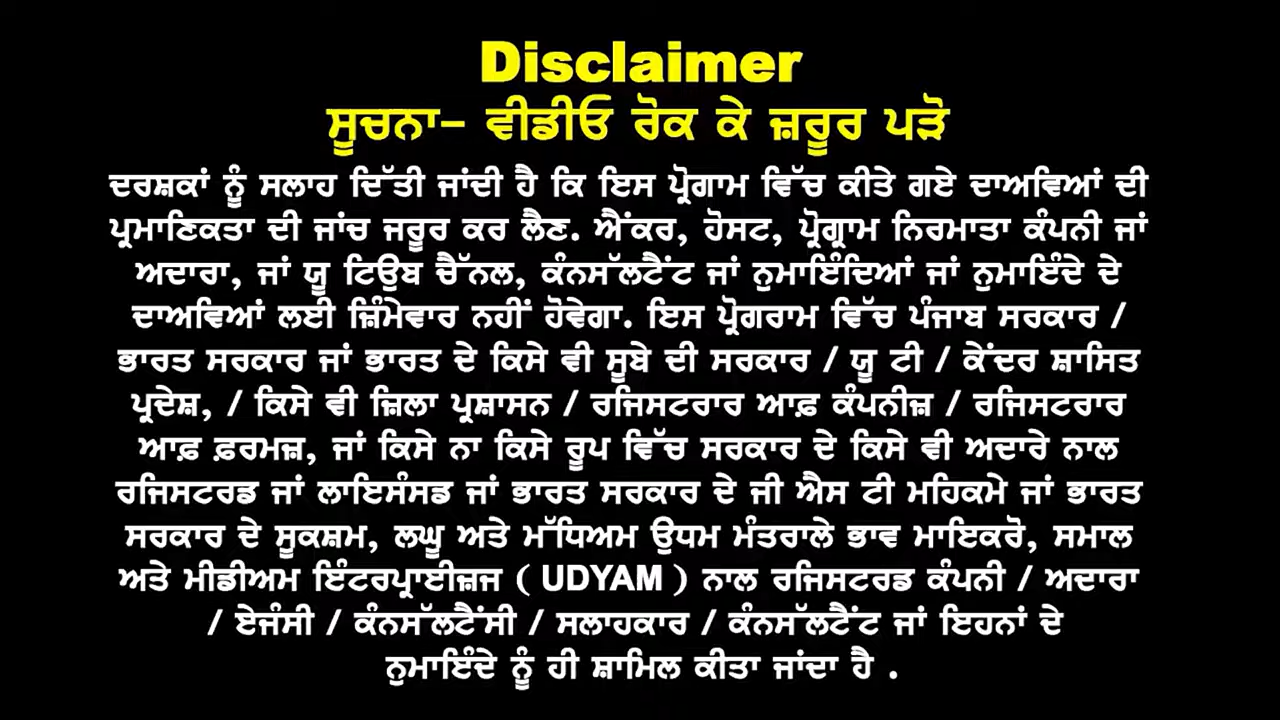 Disclaimer
ਸੂਚਨਾ- ਵੀਡੀਓ ਰੋਕ ਕੇ ਜ਼ਰੂਰ ਪੜੋ
ਦਰਸ਼ਕਾਂ ਨੂੰ ਸਲਾਹ ਦਿੱਤੀ ਜਾਂਦੀ ਹੈ ਕਿ ਇਸ ਪ੍ਰੋਗਾਮ ਵਿੱਚ ਕੀਤੇ ਗਏ ਦਾਅਵਿਆਂ ਦੀ
ਪ੍ਰਮਾਣਿਕਤਾ ਦੀ ਜਾਂਚ ਜਰੂਰ ਕਰ ਲੈਣ. ਐਂਕਰ, ਹੋਸਟ, ਪ੍ਰੋਗ੍ਰਾਮ ਨਿਰਮਾਤਾ ਕੰਪਨੀ ਜਾਂ
ਅਦਾਰਾ, ਜਾਂ ਯੂ ਟਿਉਬ ਚੈੱਨਲ, ਕੰਨਸੱਲਟੈਂਟ ਜਾਂ ਨੁਮਾਇੰਦਿਆਂ ਜਾਂ ਨੁਮਾਇੰਦੇ ਦੇ
ਦਾਅਵਿਆਂ ਲਈ ਜ਼ਿੰਮੇਵਾਰ ਨਹੀਂ ਹੋਵੇਗਾ. ਇਸ ਪ੍ਰੋਗਰਾਮ ਵਿੱਚ ਪੰਜਾਬ ਸਰਕਾਰ /
ਭਾਰਤ ਸਰਕਾਰ ਜਾਂ ਭਾਰਤ ਦੇ ਕਿਸੇ ਵੀ ਸੂਬੇ ਦੀ ਸਰਕਾਰ / ਯੂ ਟੀ / ਕੇਂਦਰ ਸ਼ਾਸਿਤ
ਪ੍ਰਦੇਸ਼, / ਕਿਸੇ ਵੀ ਜ਼ਿਲਾ ਪ੍ਰਸ਼ਾਸਨ / ਰਜਿਸਟਰਾਰ ਆਫ਼ ਕੰਪਨੀਜ਼ / ਰਜਿਸਟਰਾਰ
ਆਫ਼ ਫ਼ਰਮਜ਼, ਜਾਂ ਕਿਸੇ ਨਾ ਕਿਸੇ ਰੂਪ ਵਿੱਚ ਸਰਕਾਰ ਦੇ ਕਿਸੇ ਵੀ ਅਦਾਰੇ ਨਾਲ
ਰਜਿਸਟਰਡ ਜਾਂ ਲਾਇਸੰਸਡ ਜਾਂ ਭਾਰਤ ਸਰਕਾਰ ਦੇ ਜੀ ਐਸ ਟੀ ਮਹਿਕਮੇ ਜਾਂ ਭਾਰਤ
ਸਰਕਾਰ ਦੇ ਸੂਕਸ਼ਮ, ਲਘੂ ਅਤੇ ਮੱਧਿਅਮ ਉਧਮ ਮੰਤਰਾਲੇ ਭਾਵ ਮਾਇਕਰੋ, ਸਮਾਲ
ਅਤੇ ਮੀਡੀਅਮ ਇੰਟਰਪ੍ਰਾਈਜ਼ਜ ( UDYAM ) ਨਾਲ ਰਜਿਸਟਰਡ ਕੰਪਨੀ / ਅਦਾਰਾ
/ ਏਜੰਸੀ / ਕੰਨਸੱਲਟੈਂਸੀ / ਸਲਾਹਕਾਰ / ਕੰਨਸੱਲਟੈਂਟ ਜਾਂ ਇਹਨਾਂ ਦੇ
ਨੁਮਾਇੰਦੇ ਨੂੰ ਹੀ ਸ਼ਾਮਿਲ ਕੀਤਾ ਜਾਂਦਾ ਹੈ .